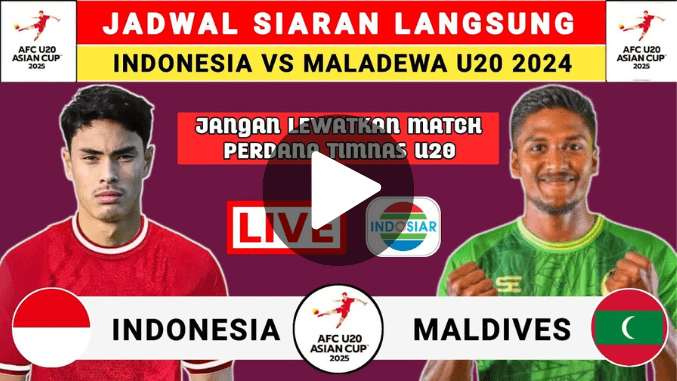 JADWAL SIARAN LANGSUNG
AFC U20
ASIAN CUP
2025
INDONESIA VS MALADEWA U20 2024
AFC U20
ASIAN CUP
2025
JANGAN LEWATKAN MATCH
PERDANA TIMNAS U20
LIVE
INDOSIAR
SE
INDONESIA
AFC U20
ASIAN CUP
2025
MALDIVES